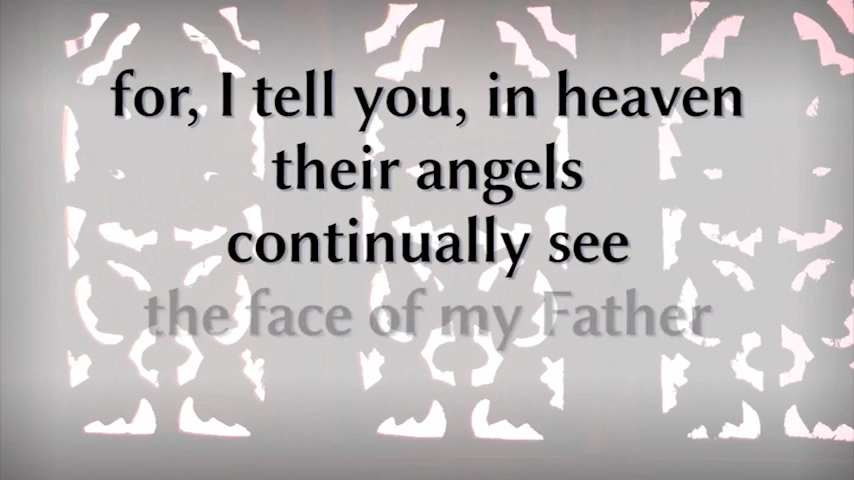 for, I tell you, in heaven
their angels
continually see
the face of my Father